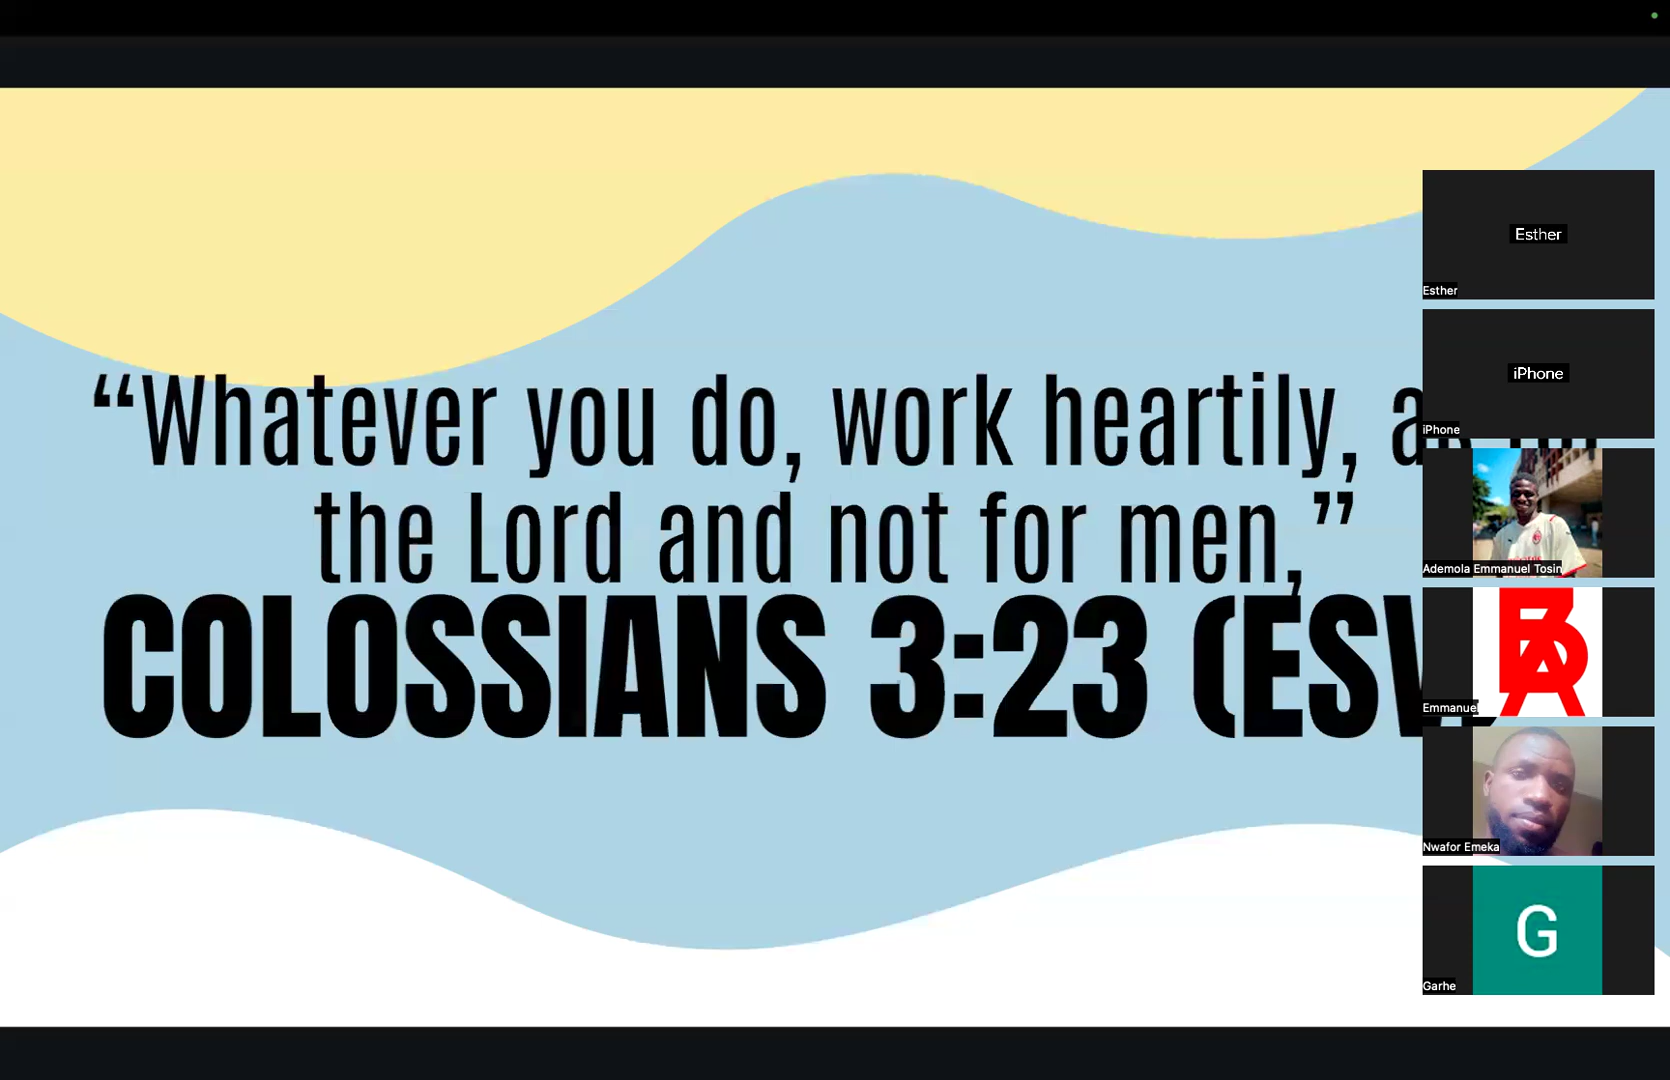 “Whatever you do, work heartily,
the Lord and not for men,”
COLOSSIANS 3:23 (ESV
Esther
Esther
iPhone
iPhone
Ademola Emmanuel Tosin
Emmanuel
Nwafor Emeka
G
Garhe